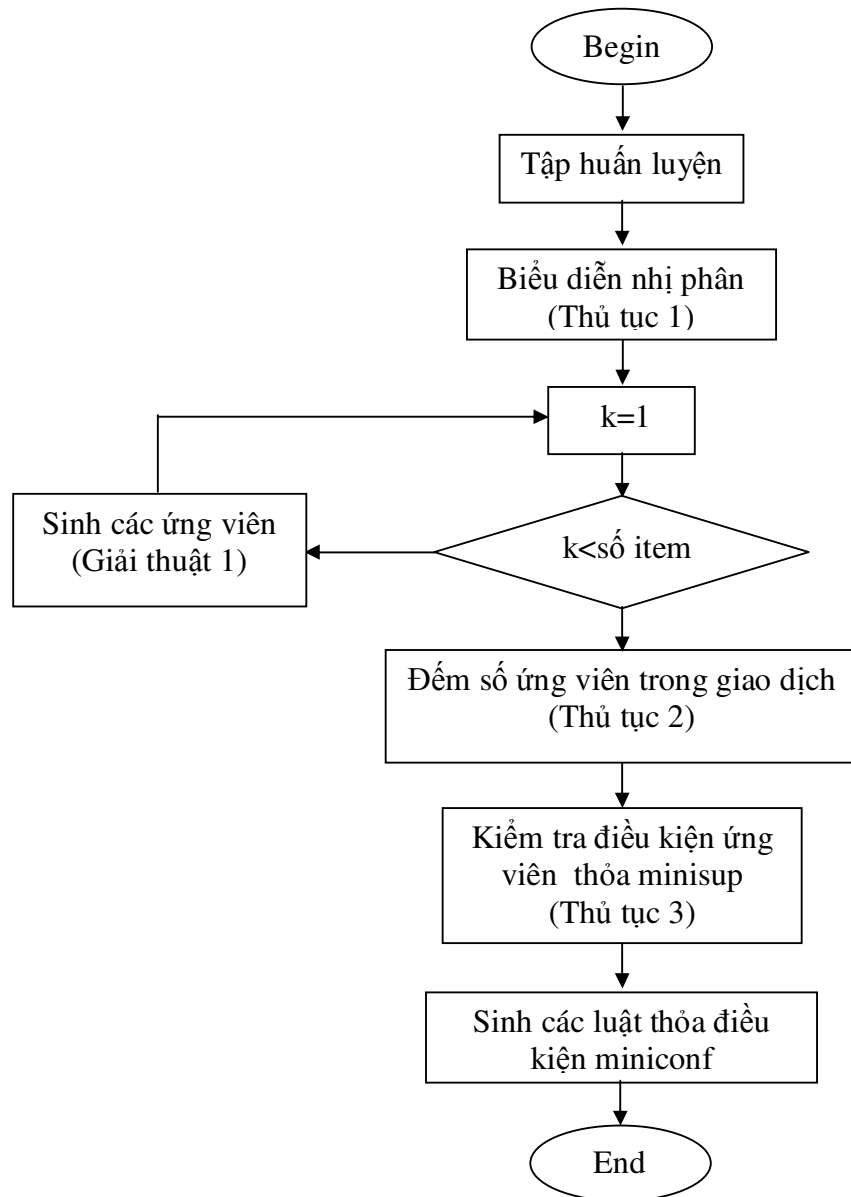 Begin
Tập huấn luyện
Biểu diễn nhị phân
(Thủ tục 1)
k=1
Sinh các ứng viên
(Giải thuật 1)
k<số item
Đếm số ứng viên trong giao dịch
(Thủ tục 2)
Kiểm tra điều kiện ứng
viên thỏa minisup
(Thủ tục 3)
Sinh các luật thỏa điều
kiện miniconf
End